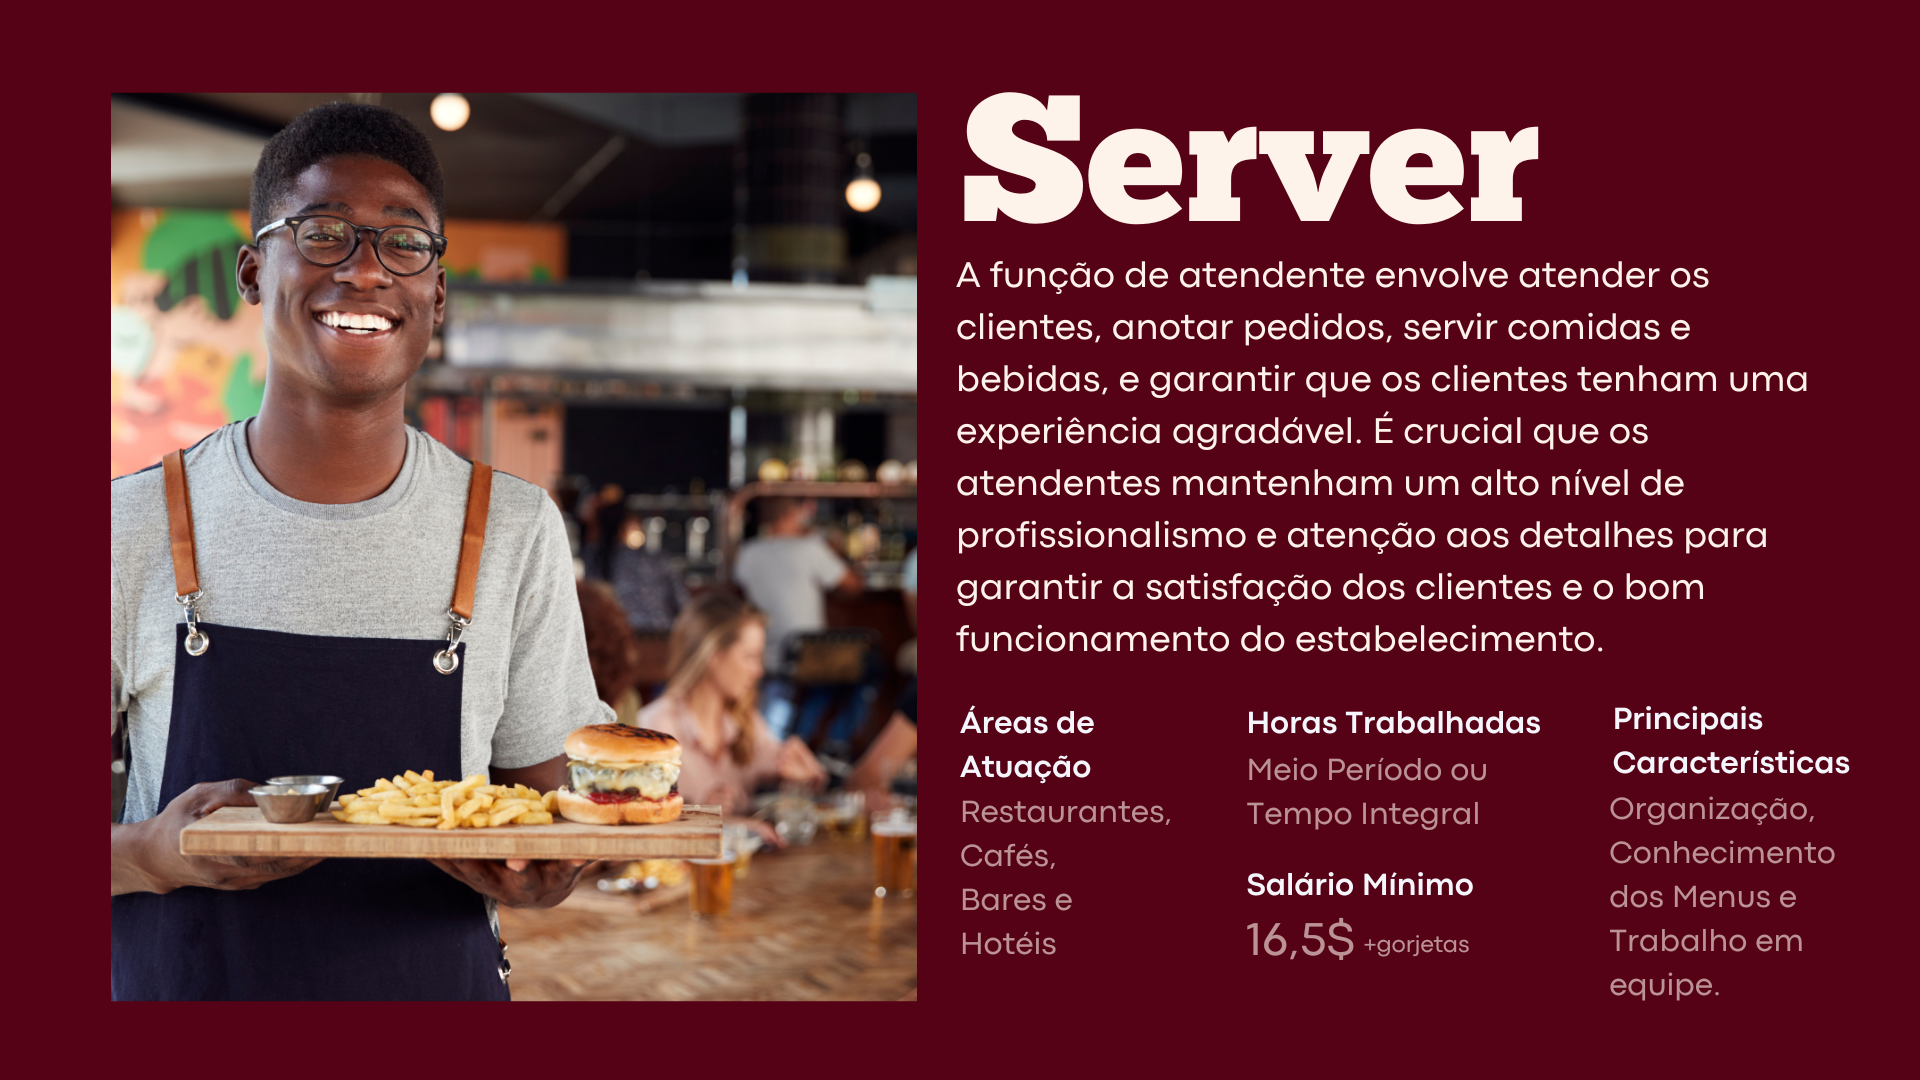 Server
A função de atendente envolve atender os
clientes, anotar pedidos, servir comidas e
bebidas, e garantir que os clientes tenham uma
experiência agradável. É crucial que os
atendentes mantenham um alto nível de
profissionalismo e atenção aos detalhes para
garantir a satisfação dos clientes e o bom
funcionamento do estabelecimento.
Áreas de
Atuação
Restaurantes,
Cafés,
Bares e
Hotéis
Horas Trabalhadas
Meio Período ou
Tempo Integral
Salário Mínimo
16,5$ +gorjetas
Principais
Características
Organização,
Conhecimento
dos Menus e
Trabalho em
equipe.